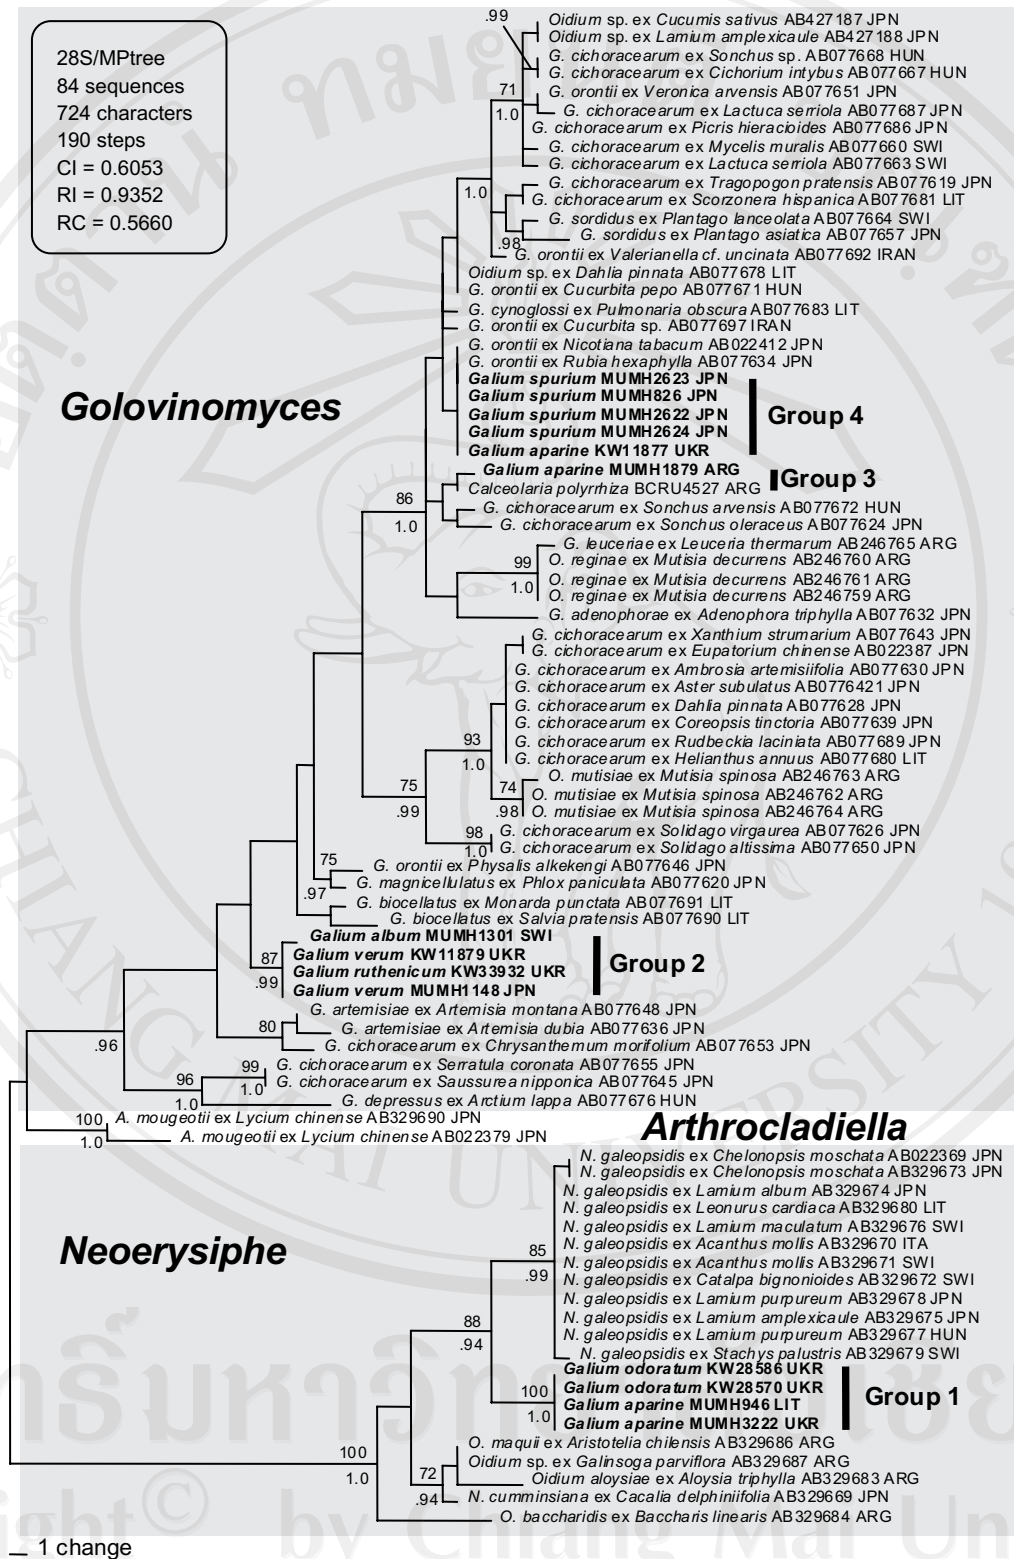 28S/MPtree
84 sequences
724 characters
190 steps
CI = 0.6053
RI = 0.9352
RC = 0.5660
.99
Oidium sp. ex Cucumis sativus AB427187 JPN
Oidium sp. ex Lamium amplexicaule AB427188 JPN
G. cichoracearum ex Sonchus sp. AB077668 HUN
G. cichoracearum ex Cichorium intybus AB077667 HUN
71
G. orontii ex Veronica arvensis AB077651 JPN
1.0
G. cichoracearum ex Lactuca serriola AB077687 JPN
G. cichoracearum ex Picris hieracioides AB077686 JPN
G. cichoracearum ex Mycelis muralis AB077660 SWI
G. cichoracearum ex Lactuca serriola AB077663 SWI
1.0
G. cichoracearum ex Tragopogon pratensis AB077619 JPN
G. cichoracearum ex Scorzonera hispanica AB077681 LIT
G. sordidus ex Plantago lanceolata AB077664 SWI
G. sordidus ex Plantago asiatica AB077657 JPN
.98
G. orontii ex Valerianella cf. uncinata AB077692 IRAN
Oidium sp. ex Dahlia pinnata AB077678 LIT
G. orontii ex Cucurbita pepo AB077671 HUN
G. cynoglossi ex Pulmonaria obscura AB077683 LIT
G. orontii ex Cucurbita sp. AB077697 IRAN
G. orontii ex Nicotiana tabacum AB022412 JPN
G. orontii ex Rubia hexaphylla AB077634 JPN
Galium spurium MUMH2623 JPN
Galium spurium MUMH826 JPN
Galium spurium MUMH2622 JPN
Galium spurium MUMH2624 JPN
Galium aparine KW11877 UKR
Group 4
Golovinomyces
Galium aparine MUMH1879 ARG
Calceolaria polyrrhiza BCRU4527 ARG
Group 3
86
1.0
G. cichoracearum ex Sonchus arvensis AB077672 HUN
G. cichoracearum ex Sonchus oleraceus AB077624 JPN
G. leuceriae ex Leuceria thermarum AB246765 ARG
99
1.0
O. reginae ex Mutisia decurrens AB246760 ARG
O. reginae ex Mutisia decurrens AB246761 ARG
O. reginae ex Mutisia decurrens AB246759 ARG
G. adenophorae ex Adenophora triphylla AB077632 JPN
G. cichoracearum ex Xanthium strumarium AB077643 JPN
G. cichoracearum ex Eupatorium chinense AB022387 JPN
G. cichoracearum ex Ambrosia artemisiifolia AB077630 JPN
G. cichoracearum ex Aster subulatus AB0776421 JPN
G. cichoracearum ex Dahlia pinnata AB077628 JPN
G. cichoracearum ex Coreopsis tinctoria AB077639 JPN
93
1.0
G. cichoracearum ex Rudbeckia laciniata AB077689 JPN
G. cichoracearum ex Helianthus annuus AB077680 LIT
75
.99
74
.98
O. mutisiae ex Mutisia spinosa AB246763 ARG
O. mutisiae ex Mutisia spinosa AB246762 ARG
O. mutisiae ex Mutisia spinosa AB246764 ARG
98
1.0
G. cichoracearum ex Solidago virgaurea AB077626 JPN
G. cichoracearum ex Solidago altissima AB077650 JPN
75
.97
G. orontii ex Physalis alkekengi AB077646 JPN
G. magnicellulatus ex Phlox paniculata AB077620 JPN
G. biocellatus ex Monarda punctata AB077691 LIT
G. biocellatus ex Salvia pratensis AB077690 LIT
Galium album MUMH1301 SWI
87
.99
Galium verum KW11879 UKR
Galium ruthenicum KW33932 UKR
Galium verum MUMH1148 JPN
Group 2
G. artemisiae ex Artemisia montana AB077648 JPN
80
G. artemisiae ex Artemisia dubia AB077636 JPN
G. cichoracearum ex Chrysanthemum morifolium AB077653 JPN
.96
99
1.0
G. cichoracearum ex Serratula coronata AB077655 JPN
G. cichoracearum ex Saussurea nipponica AB077645 JPN
96
1.0
G. depressus ex Arctium lappa AB077676 HUN
100
1.0
A. mougeotii ex Lycium chinense AB329690 JPN
A. mougeotii ex Lycium chinense AB022379 JPN
Arthrocladiella
N. galeopsidis ex Chelonopsis moschata AB022369 JPN
N. galeopsidis ex Chelonopsis moschata AB329673 JPN
N. galeopsidis ex Lamium album AB329674 JPN
N. galeopsidis ex Leonurus cardiaca AB329680 LIT
N. galeopsidis ex Lamium maculatum AB329676 SWI
N. galeopsidis ex Acanthus mollis AB329670 ITA
85
.99
N. galeopsidis ex Acanthus mollis AB329671 SWI
N. galeopsidis ex Catalpa bignonioides AB329672 SWI
N. galeopsidis ex Lamium purpureum AB329678 JPN
N. galeopsidis ex Lamium amplexicaule AB329675 JPN
N. galeopsidis ex Lamium purpureum AB329677 HUN
N. galeopsidis ex Stachys palustris AB329679 SWI
Neoerysiphe
88
.94
Galium odoratum KW28586 UKR
Galium odoratum KW28570 UKR
Galium aparine MUMH946 LIT
Galium aparine MUMH3222 UKR
100
1.0
Group 1
O. maquii ex Aristotelia chilensis AB329686 ARG
100
1.0
72
.94
Oidium sp. ex Galinsoga parviflora AB329687 ARG
Oidium aloysiae ex Aloysia triphylla AB329683 ARG
N. cumminsiana ex Cacalia delphiniifolia AB329669 JPN
O. baccharidis ex Baccharis linearis AB329684 ARG
1 change
CHIANG MAI UNIVERSITY
© by Chiang Mai